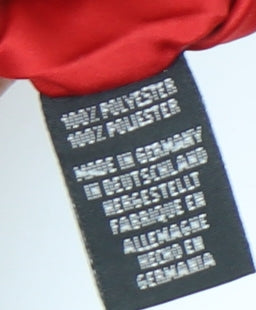 100% POLYESTER
100% POLIESTER
MADE IN GERMANY
IN DEUTSCHLAND
HERGESTELLT
FABRIQUE EN
ALLEMAGNE
HECHO EN
GERMANIA